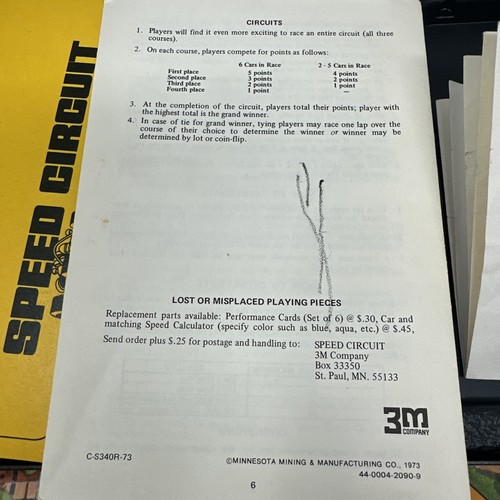 SPEED CIRCUIT
CIRCUITS
1. Players will find it even more exciting to race an entire circuit (all three
courses).
2. On each course, players compete for points as follows:
6 Cars in Race 2 - 5 Cars in Race
First place 5 points 4 points
Second place 3 points 2 points
Third place 2 points 1 point
Fourth place 1 point —
3. At the completion of the circuit, players total their points; player with
the highest total is the grand winner.
4. In case of tie for grand winner, tying players may race one lap over the
course of their choice to determine the winner or winner may be
determined by lot or coin-flip.
LOST OR MISPLACED PLAYING PIECES
Replacement parts available: Performance Cards (Set of 6) @ $.30, Car and
matching Speed Calculator (specify color such as blue, aqua, etc.) @ $.45,
Send order plus $.25 for postage and handling to: SPEED CIRCUIT
3M Company
Box 33350
St. Paul, MN. 55133
3M
COMPANY
C-S340R-73
©MINNESOTA MINING & MANUFACTURING CO., 1973
44-0004-2090-9
6